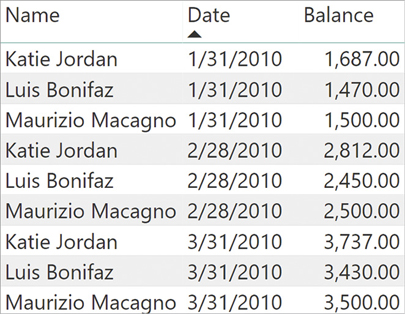 Name Date Balance
Katie Jordan 1/31/2010 1,687.00
Luis Bonifaz 1/31/2010 1,470.00
Maurizio Macagno 1/31/2010 1,500.00
Katie Jordan 2/28/2010 2,812.00
Luis Bonifaz 2/28/2010 2,450.00
Maurizio Macagno 2/28/2010 2,500.00
Katie Jordan 3/31/2010 3,737.00
Luis Bonifaz 3/31/2010 3,430.00
Maurizio Macagno 3/31/2010 3,500.00